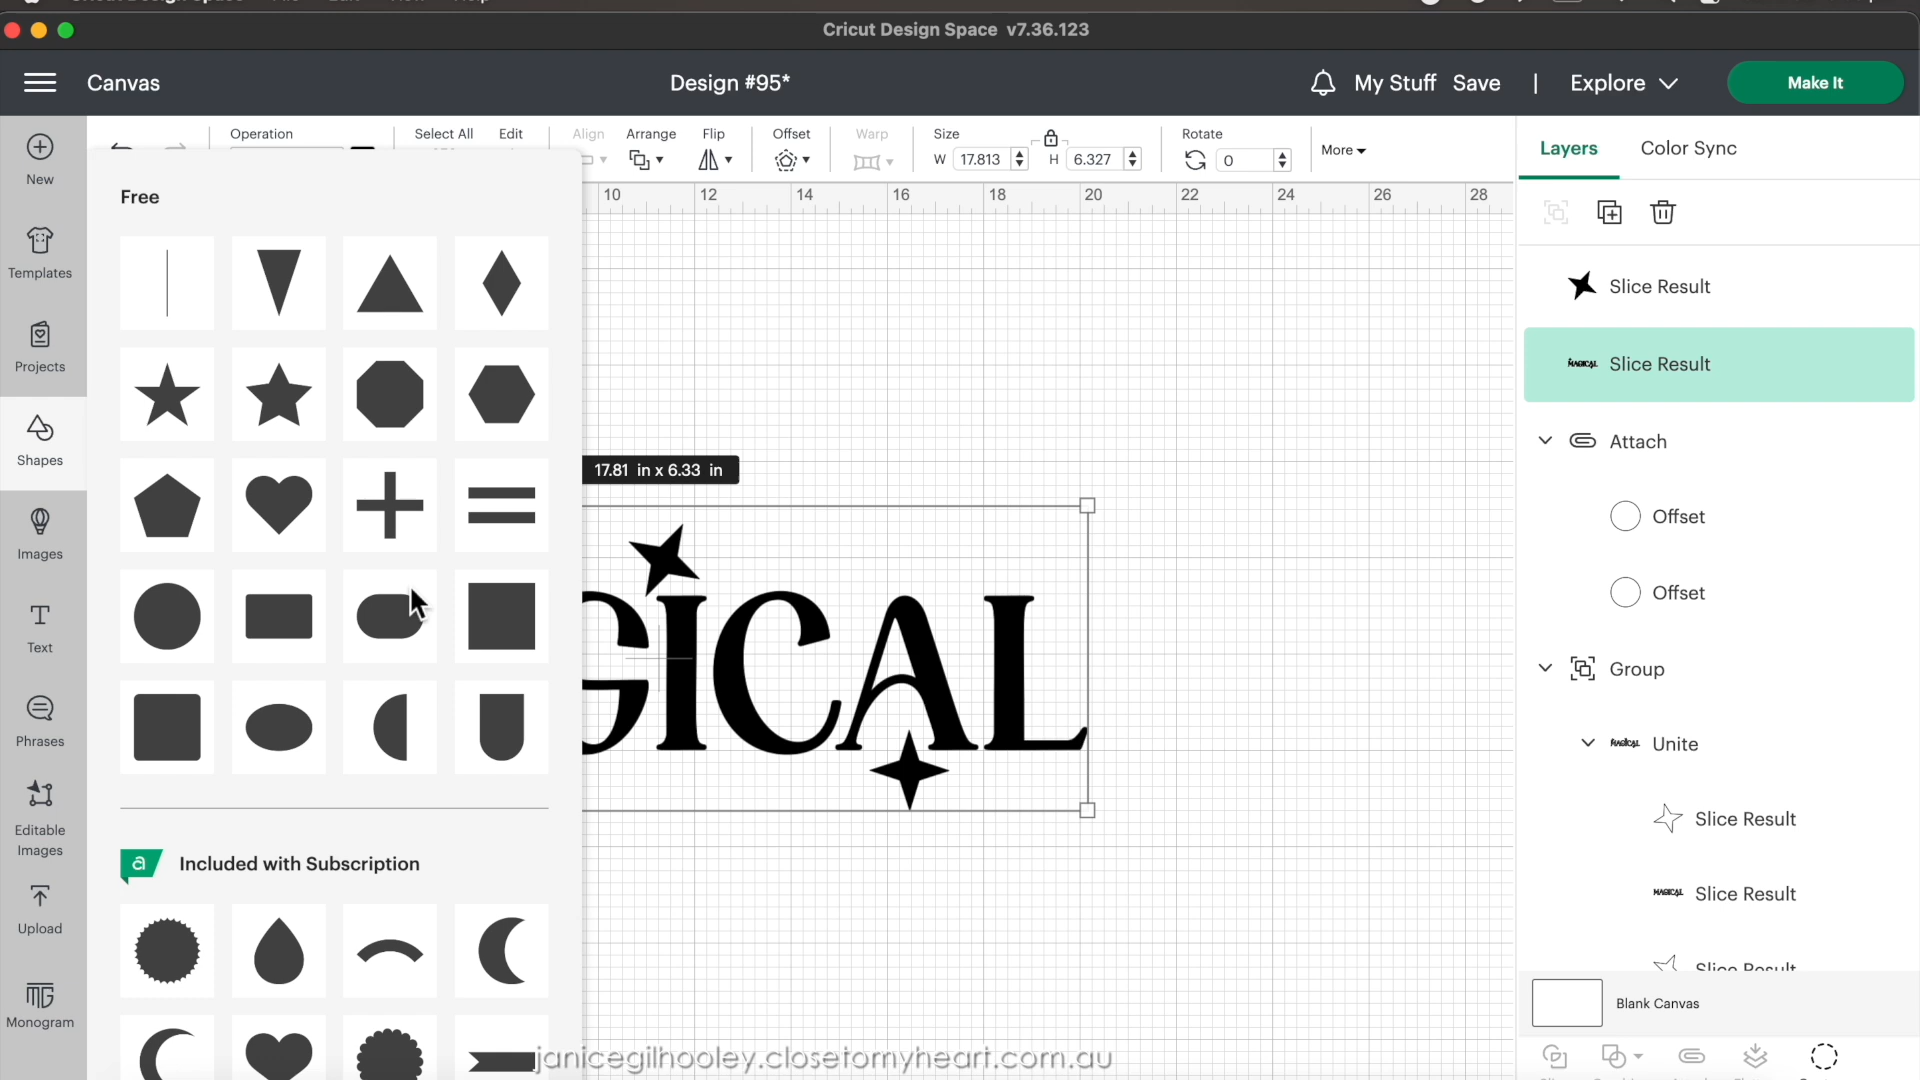 Cricut Design Space v7.36.123
Canvas
Design #95*
My Stuff Save | Explore
Make It
New
Templates
Projects
Shapes
Images
Text
Phrases
Editable
Images
Upload
Monogram
Operation
Select All
Edit
Align
Arrange
Flip
Offset
Warp
Size
W 17.813
H 6.327
Rotate
0
More
Free
10 12 14 16 18 20 22 24 26 28
17.81 in x 6.33 in
GICAL
a Included with Subscription
Layers
Color Sync
Slice Result
MAGICAL Slice Result
Attach
Offset
Offset
Group
MAGICAL Unite
Slice Result
MAGICAL Slice Result
Slice Result
Blank Canvas
janicegilhooley.closetomyheart.com.au